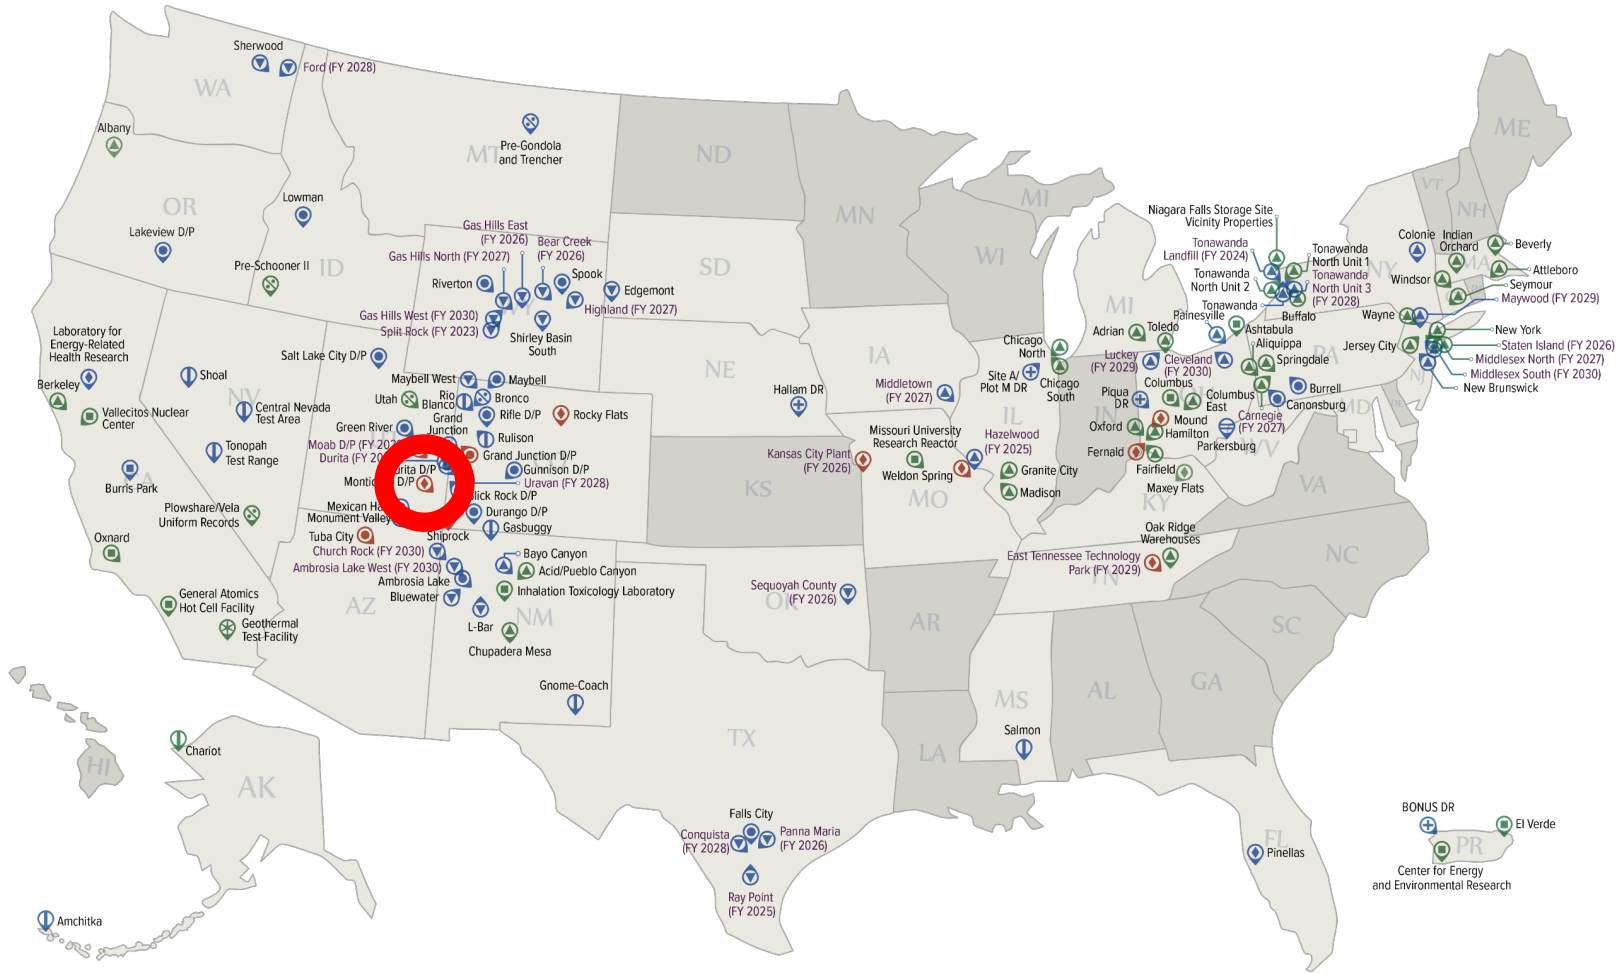 Sherwood
Ford (FY 2028)
WA
Albany
OR
Lakeview D/P
Lowman
Pre-Schooner II
ID
Pre-Gondola
and Trencher
MT
ND
SD
NE
KS
MN
WI
MI
IA
Gas Hills East
(FY 2026)
Gas Hills North (FY 2027)
Bear Creek
(FY 2026)
Riverton
Spook
Edgemont
Highland (FY 2027)
Gas Hills West (FY 2030)
Split Rock (FY 2023)
Shirley Basin
South
Laboratory for
Energy-Related
Health Research
Berkeley
Vallecitos Nuclear
Center
Shoal
NV
Central Nevada
Test Area
Tonopah
Test Range
Burris Park
Plowshare/Vela
Uniform Records
Oxnard
General Atomics
Hot Cell Facility
Geothermal
Test Facility
Salt Lake City D/P
Maybell West
Maybell
Utah
Rio
Blanco
Bronco
Rifle D/P
Rocky Flats
Green River
Grand
Junction
Rulison
Grand Junction D/P
Gunnison D/P
Uravan (FY 2028)
Slick Rock D/P
Durango D/P
Gasbuggy
Monument Valley
Tuba City
Shiprock
Church Rock (FY 2030)
Ambrosia Lake West (FY 2030)
Ambrosia Lake
Bluewater
L-Bar
AZ
NM
Bayo Canyon
Acid/Pueblo Canyon
Inhalation Toxicology Laboratory
Chupadera Mesa
Gnome-Coach
Hallam DR
Kansas City Plant
(FY 2026)
Missouri University
Research Reactor
Weldon Spring
Hazelwood
(FY 2025)
Middletown
(FY 2027)
Granite City
Madison
MO
IL
IN
Chicago
North
Site A/
Plot M DR
Chicago
South
MI
Adrian
Toledo
Luckey
(FY 2029)
Cleveland
(FY 2030)
Painesville
Ashtabula
Aliquippa
Springdale
Piqua
DR
Columbus
Columbus
East
Oxford
Mound
Hamilton
Fernald
Fairfield
Maxey Flats
KY
Carnegie
(FY 2027)
Parkersburg
WV
Burrell
Canonsburg
PA
Niagara Falls Storage Site
Vicinity Properties
Tonawanda
Landfill (FY 2024)
Tonawanda
North Unit 1
Tonawanda
North Unit 2
Tonawanda
North Unit 3
(FY 2028)
Tonawanda
Buffalo
NY
Colonie
Indian
Orchard
Beverly
Windsor
MA
Attleboro
Seymour
Maywood (FY 2029)
Wayne
New York
Jersey City
Staten Island (FY 2026)
Middlesex North (FY 2027)
Middlesex South (FY 2030)
New Brunswick
NJ
MD
VT
NH
ME
VA
NC
SC
GA
AL
MS
LA
AR
TN
Oak Ridge
Warehouses
East Tennessee Technology
Park (FY 2029)
Sequoyah County
(FY 2026)
OK
TX
Salmon
Falls City
Conquista
(FY 2028)
Panna Maria
(FY 2026)
Ray Point
(FY 2025)
FL
Pinellas
HI
AK
Chariot
Amchitka
BONUS DR
El Verde
PR
Center for Energy
and Environmental Research